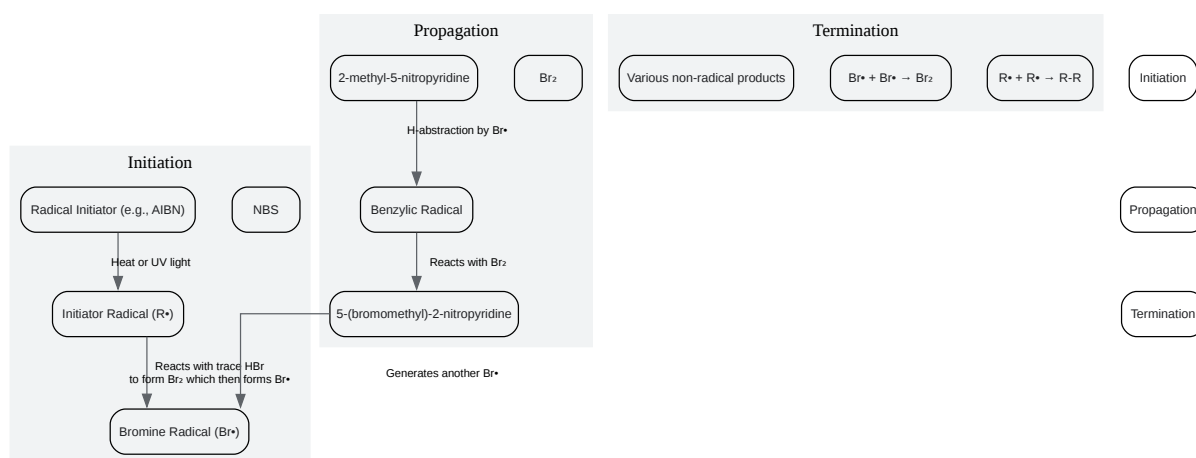 Propagation
2-methyl-5-nitropyridine
Br₂
H-abstraction by Br•
Benzylic Radical
Reacts with Br₂
5-(bromomethyl)-2-nitropyridine
Generates another Br•
Termination
Various non-radical products
Br• + Br• → Br₂
R• + R• → R-R
Initiation
Radical Initiator (e.g., AIBN)
NBS
Heat or UV light
Initiator Radical (R•)
Reacts with trace HBr
to form Br₂ which then forms Br•
Bromine Radical (Br•)
Initiation
Propagation
Termination